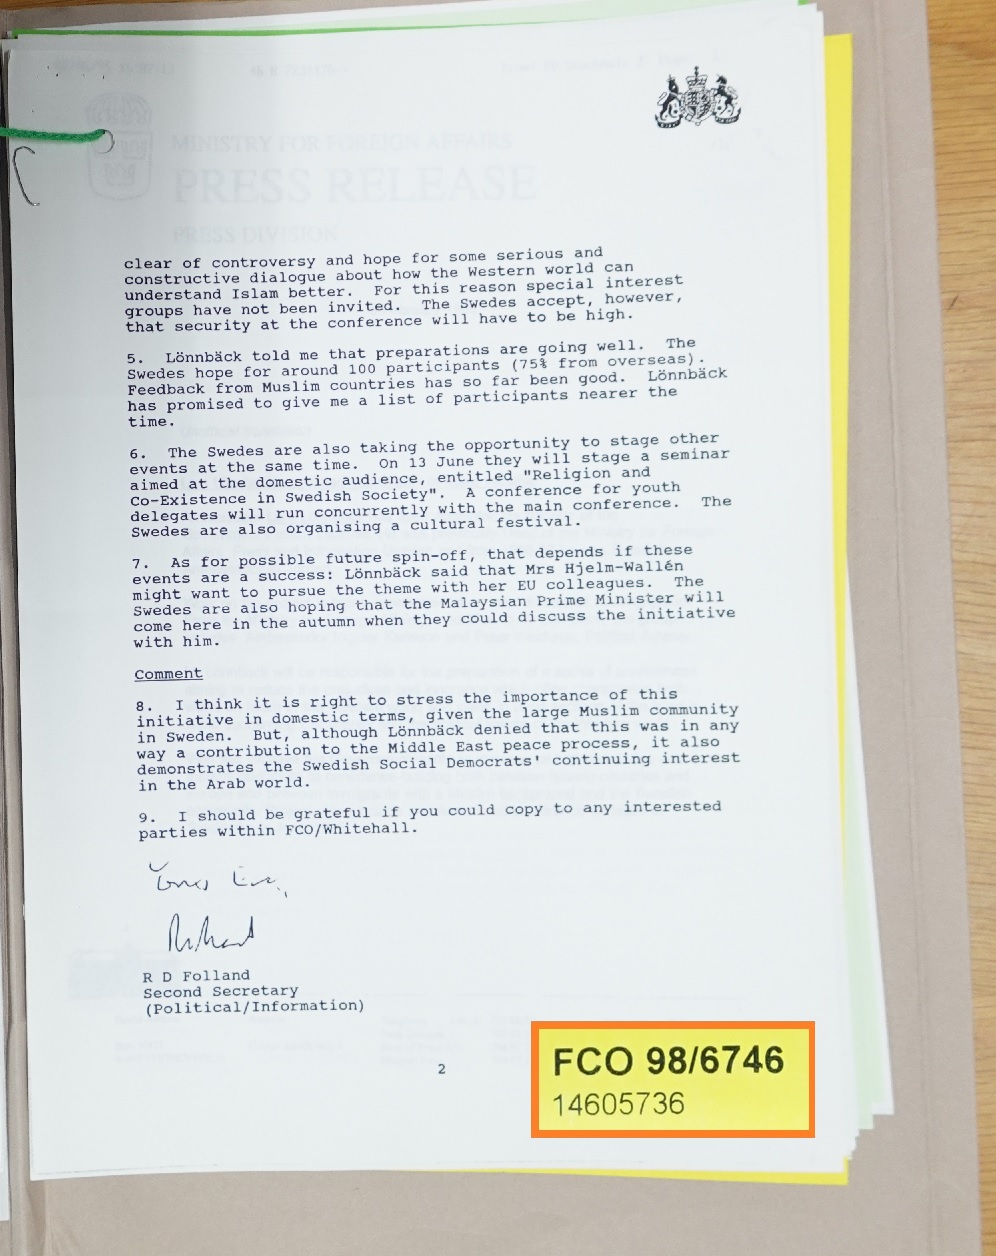 MINISTRY FOR FOREIGN AFFAIRS
PRESS RELEASE
PRESS DIVISION
clear of controversy and hope for some serious and
constructive dialogue about how the Western world can
understand Islam better.  For this reason special interest
groups have not been invited.  The Swedes accept, however,
that security at the conference will have to be high.
5.  Lönnbäck told me that preparations are going well.  The
Swedes hope for around 100 participants (75% from overseas).
Feedback from Muslim countries has so far been good.  Lönnbäck
has promised to give me a list of participants nearer the
time.
6.  The Swedes are also taking the opportunity to stage other
events at the same time.  On 13 June they will stage a seminar
aimed at the domestic audience, entitled "Religion and
Co-Existence in Swedish Society".  A conference for youth
delegates will run concurrently with the main conference.  The
Swedes are also organising a cultural festival.
7.  As for possible future spin-off, that depends if these
events are a success: Lönnbäck said that Mrs Hjelm-Wallén
might want to pursue the theme with her EU colleagues.  The
Swedes are also hoping that the Malaysian Prime Minister will
come here in the autumn when they could discuss the initiative
with him.
Comment
8.  I think it is right to stress the importance of this
initiative in domestic terms, given the large Muslim community
in Sweden.  But, although Lönnbäck denied that this was in any
way a contribution to the Middle East peace process, it also
demonstrates the Swedish Social Democrats' continuing interest
in the Arab world.
9.  I should be grateful if you could copy to any interested
parties within FCO/Whitehall.
Yours
Richard
R D Folland
Second Secretary
(Political/Information)
2
FCO 98/6746
14605736